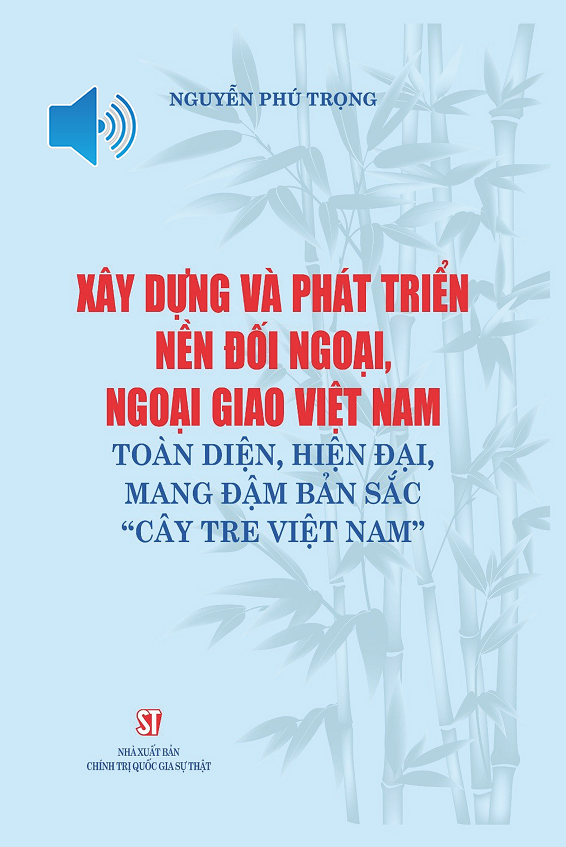 NGUYỄN PHÚ TRỌNG
XÂY DỰNG VÀ PHÁT TRIỂN
NỀN ĐỐI NGOẠI,
NGOẠI GIAO VIỆT NAM
TOÀN DIỆN, HIỆN ĐẠI,
MANG ĐẬM BẢN SẮC
“CÂY TRE VIỆT NAM”
ST
NHÀ XUẤT BẢN
CHÍNH TRỊ QUỐC GIA SỰ THẬT